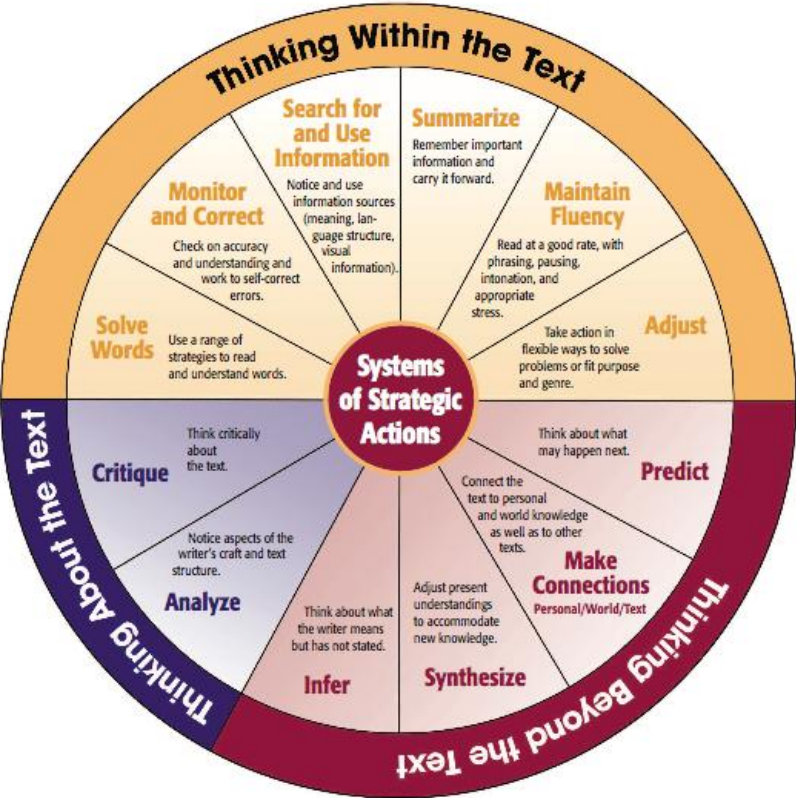 Thinking Within the Text
Solve
Words
Use a range of
strategies to read
and understand words.
Monitor
and Correct
Check on accuracy
and understanding and
work to self-correct
errors.
Search for
and Use
Information
Notice and use
information sources
(meaning, lan-
guage structure,
visual
information).
Summarize
Remember important
information and
carry it forward.
Maintain
Fluency
Read at a good rate, with
phrasing, pausing,
intonation, and
appropriate
stress.
Adjust
Take action in
flexible ways to solve
problems or fit purpose
and genre.
Systems
of Strategic
Actions
Thinking Beyond the Text
Think about what
may happen next.
Predict
Connect the
text to personal
and world knowledge
as well as to other
texts.
Make
Connections
Personal/World/Text
Adjust present
understandings
to accommodate
new knowledge.
Synthesize
Think about what
the writer means
but has not stated.
Infer
Thinking About the Text
Notice aspects of the
writer's craft and text
structure.
Analyze
Think critically
about
the text.
Critique